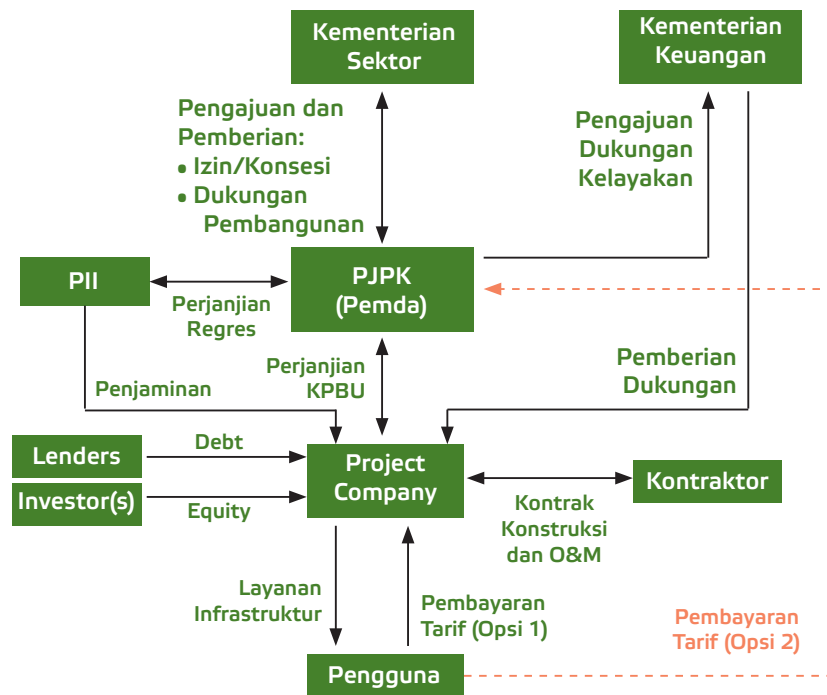 Kementerian
Sektor
Kementerian
Keuangan
Pengajuan dan
Pemberian:
• Izin/Konsesi
• Dukungan
Pembangunan
Pengajuan
Dukungan
Kelayakan
PII
PJPK
(Pemda)
Perjanjian
Regres
Perjanjian
KPBU
Pemberian
Dukungan
Penjaminan
Lenders
Debt
Project
Company
Investor(s)
Equity
Kontraktor
Kontrak
Konstruksi
dan O&M
Layanan
Infrastruktur
Pembayaran
Tarif (Opsi 1)
Pembayaran
Tarif (Opsi 2)
Pengguna